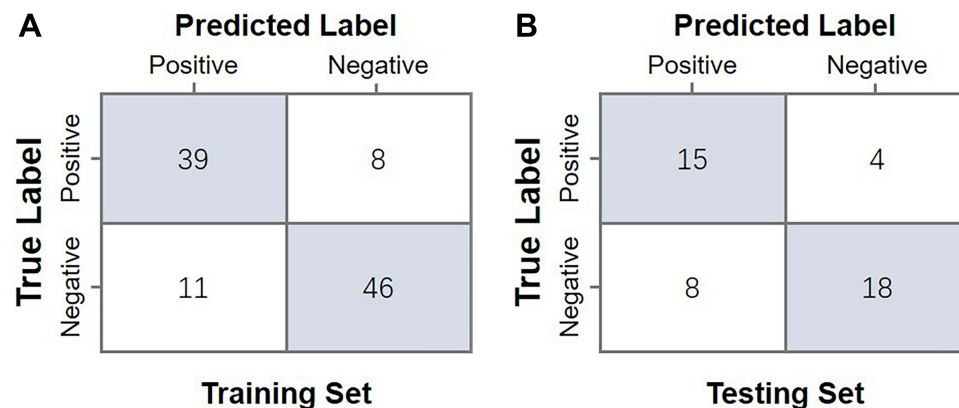 A
Predicted Label
Positive Negative
True Label
Positive
39 8
Negative
11 46
Training Set
B
Predicted Label
Positive Negative
True Label
Positive
15 4
Negative
8 18
Testing Set